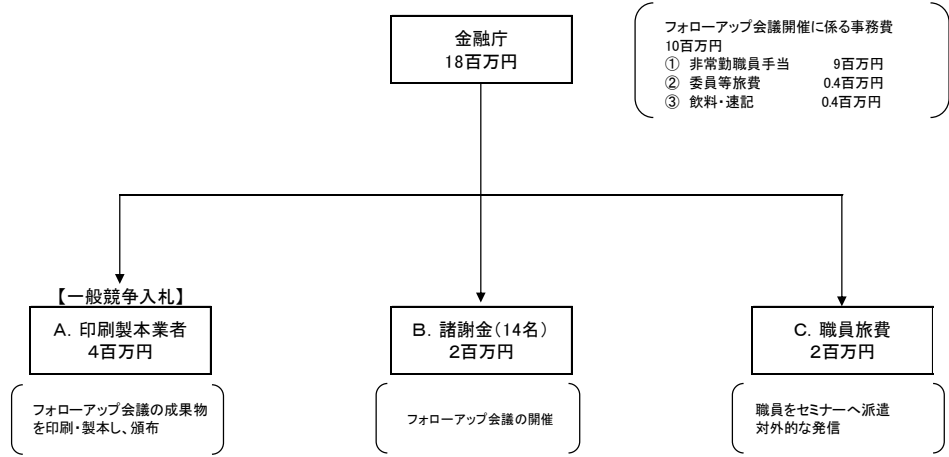 金融庁
18百万円
フォローアップ会議開催に係る事務費
10百万円
① 非常勤職員手当 9百万円
② 委員等旅費 0.4百万円
③ 飲料・速記 0.4百万円
【一般競争入札】
A. 印刷製本業者
4百万円
B. 諸謝金(14名)
2百万円
C. 職員旅費
2百万円
フォローアップ会議の成果物
を印刷・製本し、頒布
フォローアップ会議の開催
職員をセミナーへ派遣
対外的な発信